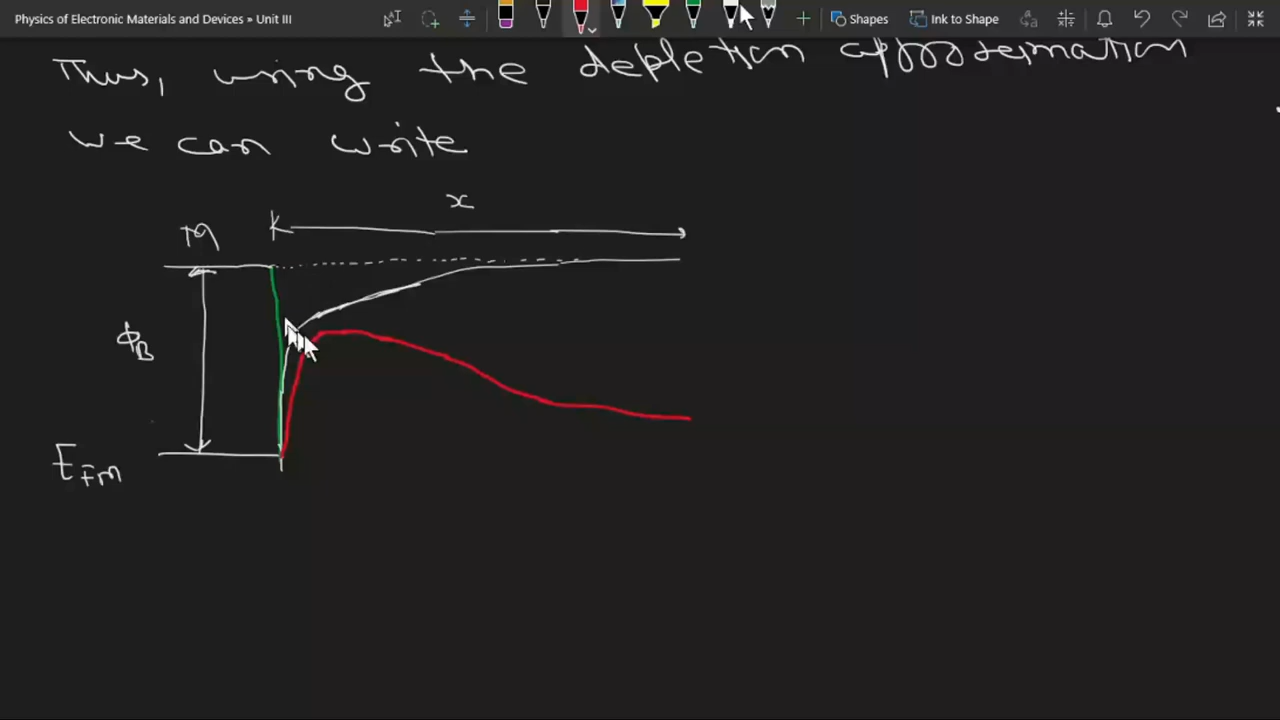 Physics of Electronic Materials and Devices » Unit III
Shapes
Ink to Shape
Thus, using the depletion approximation
we can write
x
M
ΦB
EFm